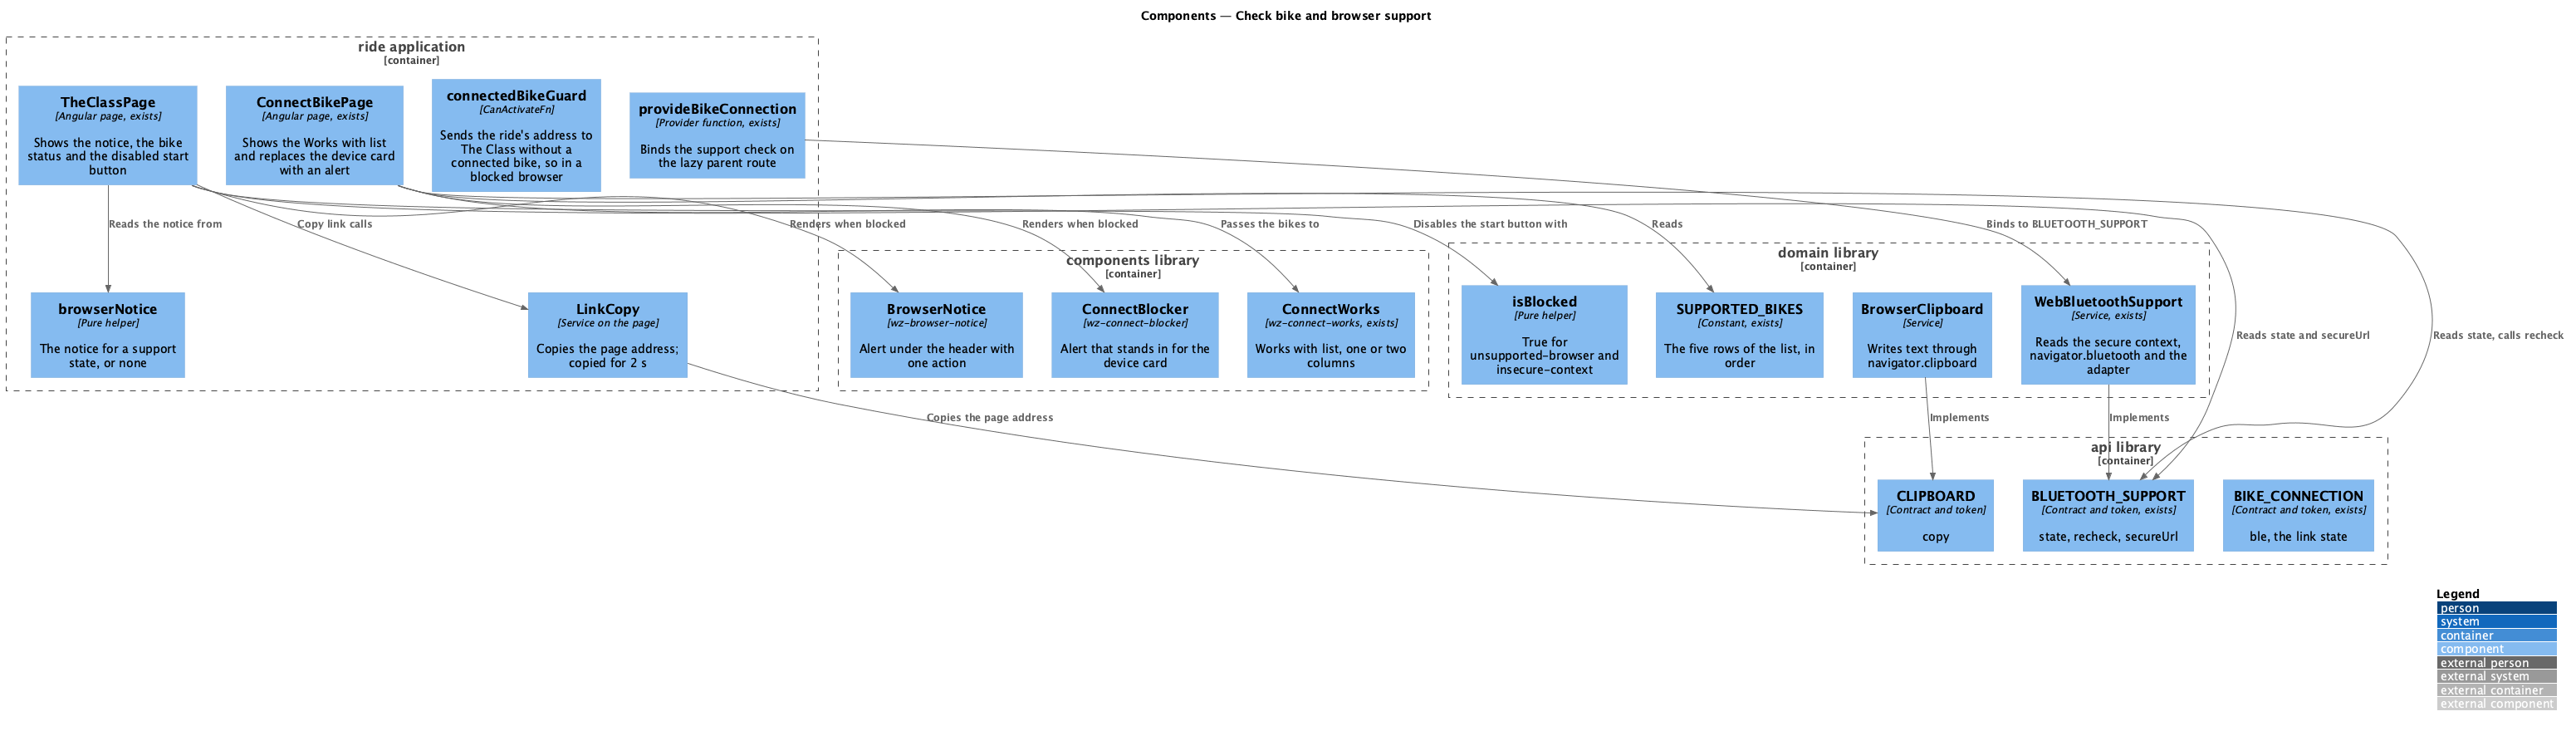 Components — Check bike and browser support
ride application
[container]
TheClassPage
[Angular page, exists]
Shows the notice, the bike
status and the disabled start
button
ConnectBikePage
[Angular page, exists]
Shows the Works with list
and replaces the device card
with an alert
connectedBikeGuard
[CanActivateFn]
Sends the ride's address to
The Class without a
connected bike, so in a
blocked browser
provideBikeConnection
[Provider function, exists]
Binds the support check on
the lazy parent route
Reads the notice from
Copy link calls
Renders when blocked
Renders when blocked
Passes the bikes to
Disables the start button with
Reads
Binds to BLUETOOTH_SUPPORT
browserNotice
[Pure helper]
The notice for a support
state, or none
LinkCopy
[Service on the page]
Copies the page address;
copied for 2 s
components library
[container]
BrowserNotice
[wz-browser-notice]
Alert under the header with
one action
ConnectBlocker
[wz-connect-blocker]
Alert that stands in for the
device card
ConnectWorks
[wz-connect-works, exists]
Works with list, one or two
columns
domain library
[container]
isBlocked
[Pure helper]
True for
unsupported-browser and
insecure-context
SUPPORTED_BIKES
[Constant, exists]
The five rows of the list, in
order
BrowserClipboard
[Service]
Writes text through
navigator.clipboard
WebBluetoothSupport
[Service, exists]
Reads the secure context,
navigator.bluetooth and the
adapter
Reads state and secureUrl
Reads state, calls recheck
Copies the page address
Implements
Implements
api library
[container]
CLIPBOARD
[Contract and token]
copy
BLUETOOTH_SUPPORT
[Contract and token, exists]
state, recheck, secureUrl
BIKE_CONNECTION
[Contract and token, exists]
ble, the link state
Legend
person
system
container
component
external person
external system
external container
external component